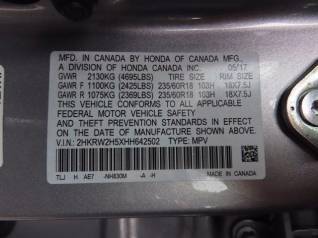 MFD. IN CANADA BY HONDA OF CANADA MFG.,
A DIVISION OF HONDA CANADA INC. 05/17
GVWR 2130KG (4695LBS) TIRE SIZE RIM SIZE
GAWR F 1100KG (2425LBS) 235/60R18 103H 18X7.5J
GAWR R 1075KG (2369LBS) 235/60R18 103H 18X7.5J
THIS VEHICLE CONFORMS TO ALL APPLICABLE
FEDERAL MOTOR VEHICLE SAFETY
AND THEFT PREVENTION STANDARDS IN EFFECT
ON THE DATE OF MANUFACTURE SHOWN ABOVE.
V.I.N.: 2HKRW2H5XHH642502 TYPE: MPV
TLJ H AE7 -NH830M -A -H
MADE IN CANADA